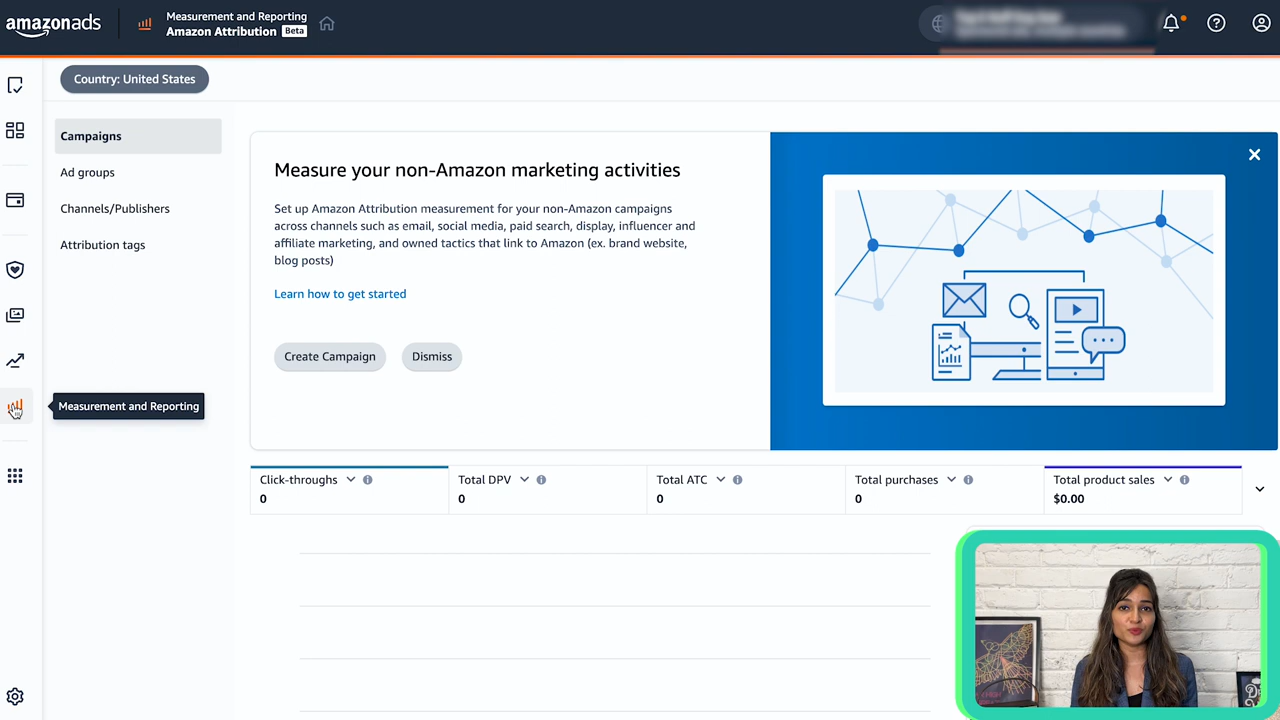 amazonads
Measurement and Reporting
Amazon Attribution Beta
Country: United States
Campaigns
Ad groups
Channels/Publishers
Attribution tags
Measurement and Reporting
Measure your non-Amazon marketing activities
Set up Amazon Attribution measurement for your non-Amazon campaigns
across channels such as email, social media, paid search, display, influencer and
affiliate marketing, and owned tactics that link to Amazon (ex. brand website,
blog posts)
Learn how to get started
Create Campaign
Dismiss
Click-throughs
0
Total DPV
0
Total ATC
0
Total purchases
0
Total product sales
$0.00